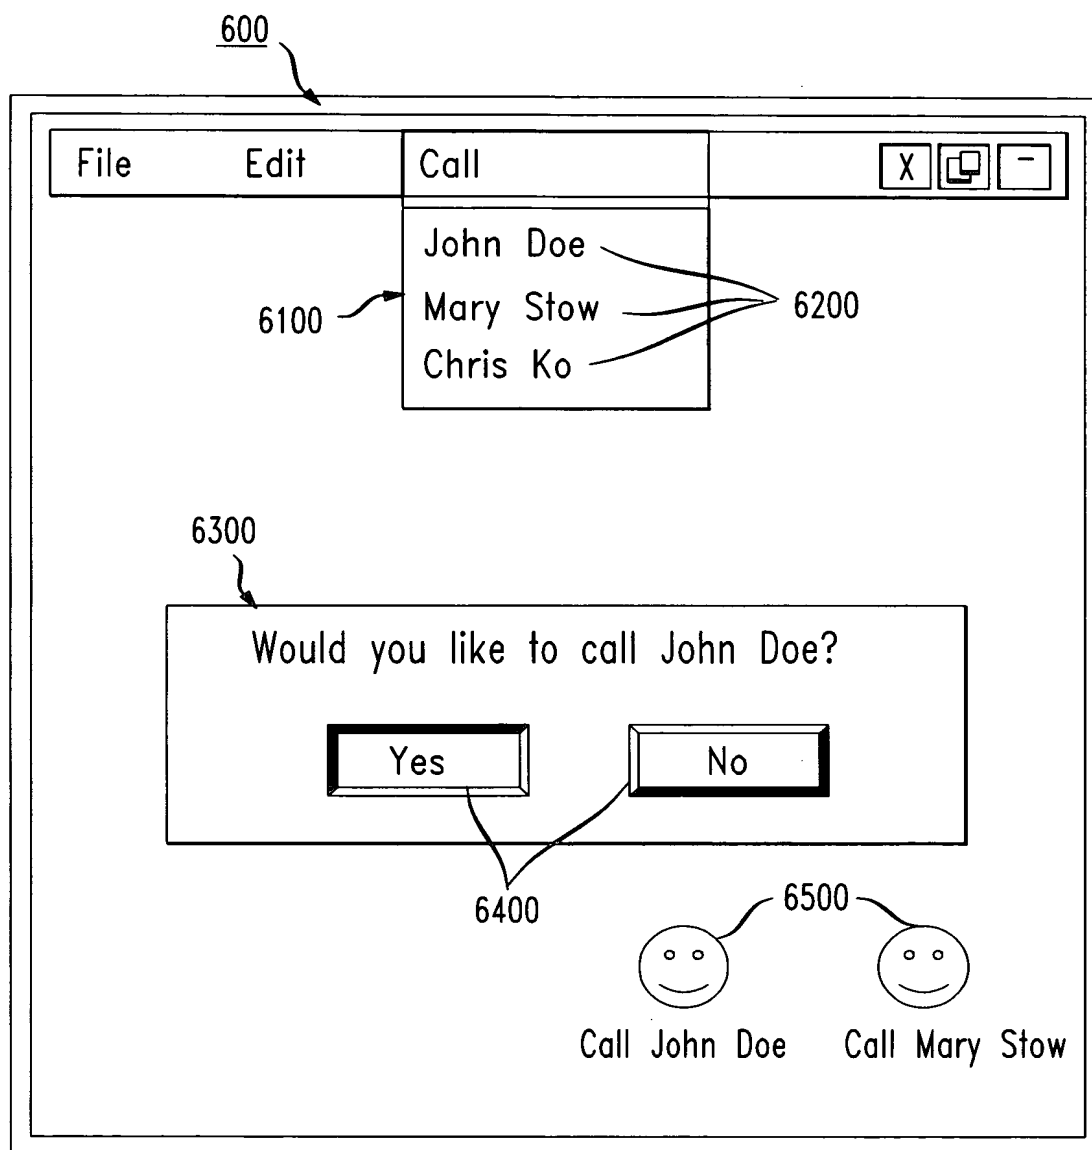 600
File Edit Call X
John Doe
6100 Mary Stow 6200
Chris Ko
6300
Would you like to call John Doe?
Yes No
6400 6500
Call John Doe Call Mary Stow